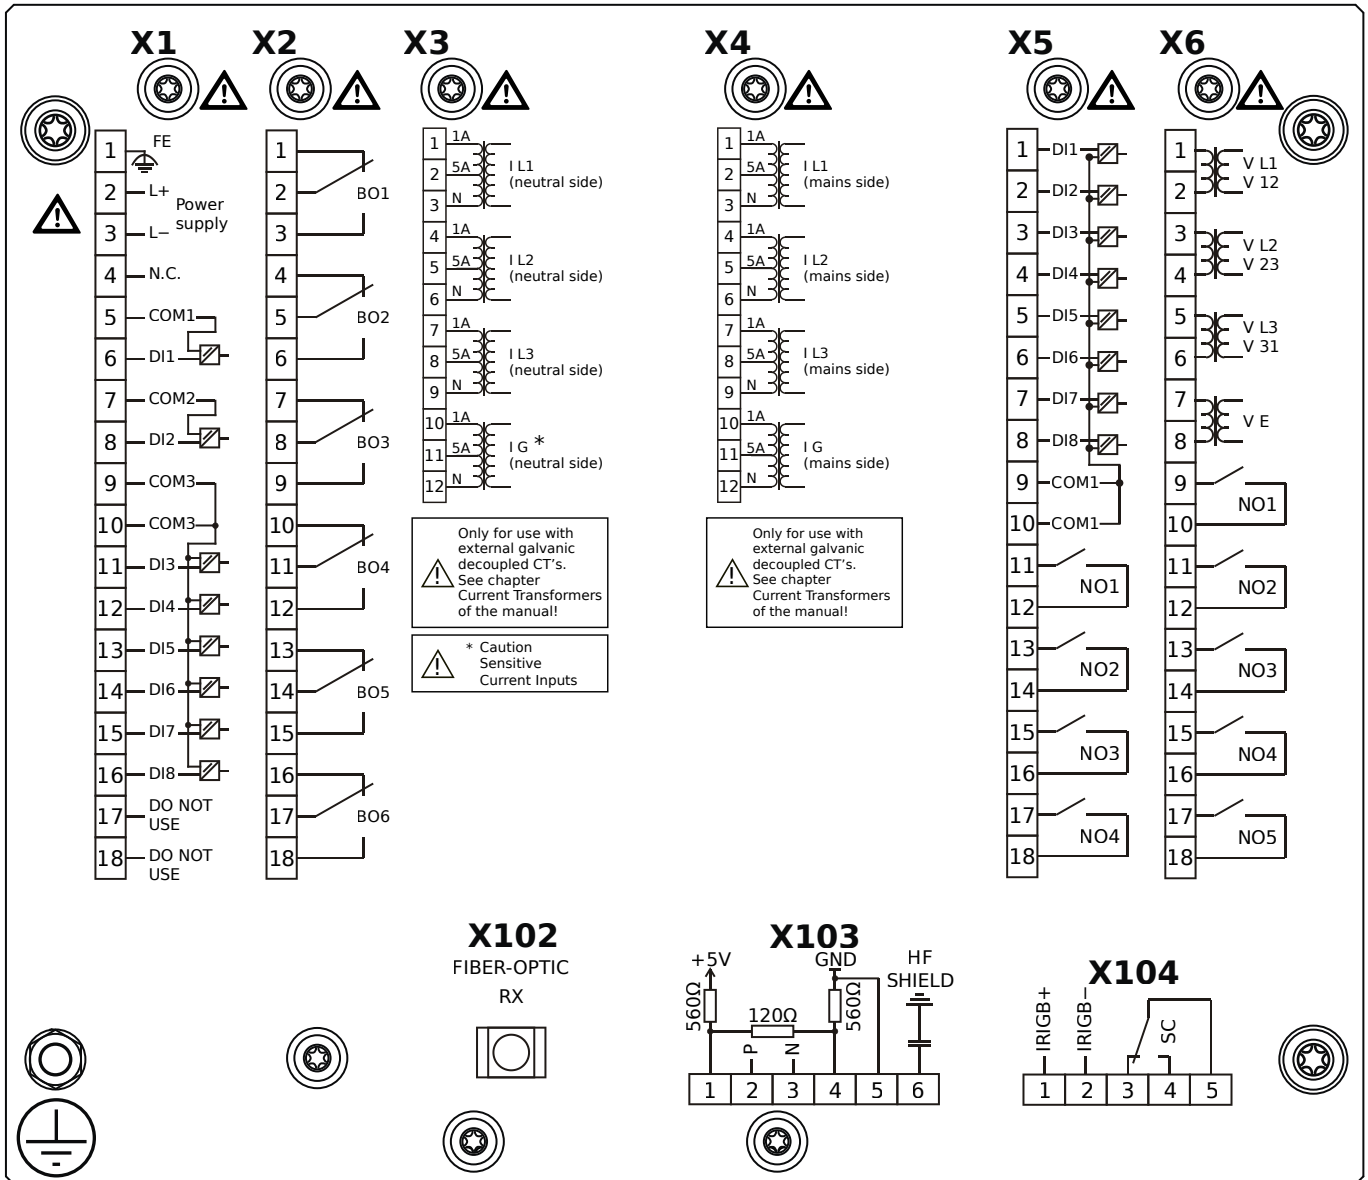 X1
1
FE
2
L+
Power
supply
3
L−
4
N.C.
5
COM1
6
DI1
7
COM2
8
DI2
9
COM3
10
COM3
11
DI3
12
DI4
13
DI5
14
DI6
15
DI7
16
DI8
17
DO NOT
USE
18
DO NOT
USE
X2
1
2
BO1
3
4
5
BO2
6
7
8
BO3
9
10
11
BO4
12
13
14
BO5
15
16
17
BO6
18
X3
1
1A
2
5A
3
N
I L1
(neutral side)
4
1A
5
5A
6
N
I L2
(neutral side)
7
1A
8
5A
9
N
I L3
(neutral side)
10
1A
11
5A
12
N
I G *
(neutral side)
Only for use with
external galvanic
decoupled CT’s.
See chapter
Current Transformers
of the manual!
* Caution
Sensitive
Current Inputs
X4
1
1A
2
5A
3
N
I L1
(mains side)
4
1A
5
5A
6
N
I L2
(mains side)
7
1A
8
5A
9
N
I L3
(mains side)
10
1A
11
5A
12
N
I G
(mains side)
Only for use with
external galvanic
decoupled CT’s.
See chapter
Current Transformers
of the manual!
X5
1
DI1
2
DI2
3
DI3
4
DI4
5
DI5
6
DI6
7
DI7
8
DI8
9
COM1
10
COM1
11
NO1
12
13
NO2
14
15
NO3
16
17
NO4
18
X6
1
V L1
V 12
2
3
V L2
V 23
4
5
V L3
V 31
6
7
V E
8
9
NO1
10
11
NO2
12
13
NO3
14
15
NO4
16
17
NO5
18
X102
FIBER-OPTIC
RX
X103
+5V
GND
HF
SHIELD
560Ω
120Ω
560Ω
P
N
1 2 3 4 5 6
X104
IRIGB+
IRIGB−
SC
1 2 3 4 5